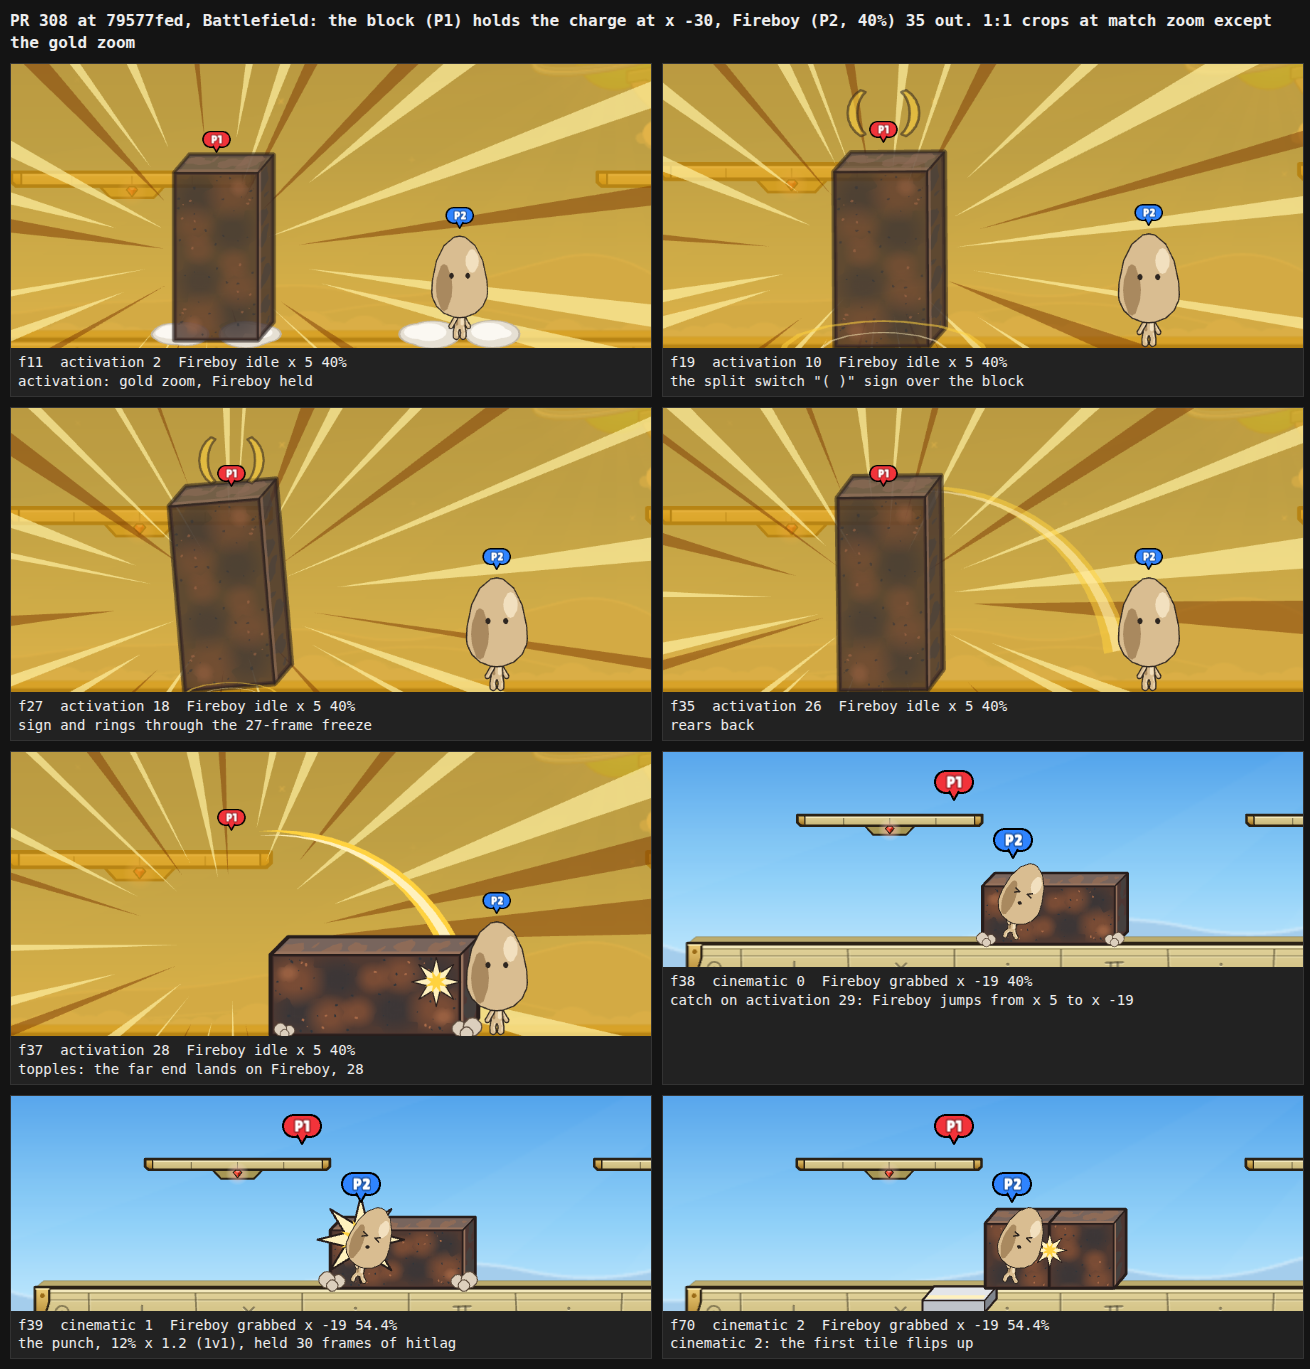 PR 308 at 79577fed, Battlefield: the block (P1) holds the charge at x -30, Fireboy (P2, 40%) 35 out. 1:1 crops at match zoom except
the gold zoom
P1
P2
f11 activation 2 Fireboy idle x 5 40%
activation: gold zoom, Fireboy held
P1
P2
f19 activation 10 Fireboy idle x 5 40%
the split switch "( )" sign over the block
P1
P2
f27 activation 18 Fireboy idle x 5 40%
sign and rings through the 27-frame freeze
P1
P2
f35 activation 26 Fireboy idle x 5 40%
rears back
P1
P2
f37 activation 28 Fireboy idle x 5 40%
topples: the far end lands on Fireboy, 28
P1
P2
f38 cinematic 0 Fireboy grabbed x -19 40%
catch on activation 29: Fireboy jumps from x 5 to x -19
P1
P2
f39 cinematic 1 Fireboy grabbed x -19 54.4%
the punch, 12% x 1.2 (1v1), held 30 frames of hitlag
P1
P2
f70 cinematic 2 Fireboy grabbed x -19 54.4%
cinematic 2: the first tile flips up